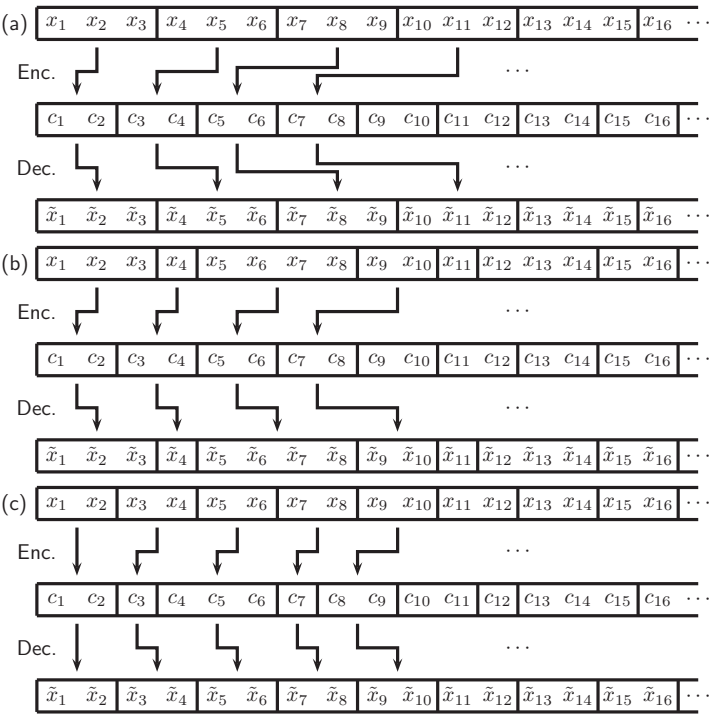 (a) x₁ x₂ x₃ x₄ x₅ x₆ x₇ x₈ x₉ x₁₀ x₁₁ x₁₂ x₁₃ x₁₄ x₁₅ x₁₆ ···
Enc. ···
c₁ c₂ c₃ c₄ c₅ c₆ c₇ c₈ c₉ c₁₀ c₁₁ c₁₂ c₁₃ c₁₄ c₁₅ c₁₆ ···
Dec. ···
x̃₁ x̃₂ x̃₃ x̃₄ x̃₅ x̃₆ x̃₇ x̃₈ x̃₉ x̃₁₀ x̃₁₁ x̃₁₂ x̃₁₃ x̃₁₄ x̃₁₅ x̃₁₆ ···
(b) x₁ x₂ x₃ x₄ x₅ x₆ x₇ x₈ x₉ x₁₀ x₁₁ x₁₂ x₁₃ x₁₄ x₁₅ x₁₆ ···
Enc. ···
c₁ c₂ c₃ c₄ c₅ c₆ c₇ c₈ c₉ c₁₀ c₁₁ c₁₂ c₁₃ c₁₄ c₁₅ c₁₆ ···
Dec. ···
x̃₁ x̃₂ x̃₃ x̃₄ x̃₅ x̃₆ x̃₇ x̃₈ x̃₉ x̃₁₀ x̃₁₁ x̃₁₂ x̃₁₃ x̃₁₄ x̃₁₅ x̃₁₆ ···
(c) x₁ x₂ x₃ x₄ x₅ x₆ x₇ x₈ x₉ x₁₀ x₁₁ x₁₂ x₁₃ x₁₄ x₁₅ x₁₆ ···
Enc. ···
c₁ c₂ c₃ c₄ c₅ c₆ c₇ c₈ c₉ c₁₀ c₁₁ c₁₂ c₁₃ c₁₄ c₁₅ c₁₆ ···
Dec. ···
x̃₁ x̃₂ x̃₃ x̃₄ x̃₅ x̃₆ x̃₇ x̃₈ x̃₉ x̃₁₀ x̃₁₁ x̃₁₂ x̃₁₃ x̃₁₄ x̃₁₅ x̃₁₆ ···